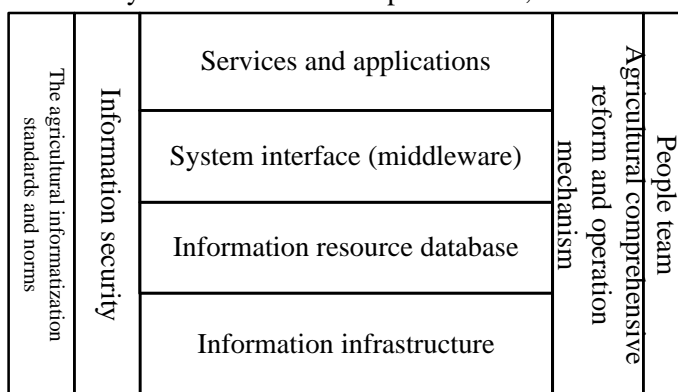 The agricultural informatization
standards and norms
Information security
Services and applications
System interface (middleware)
Information resource database
Information infrastructure
Agricultural comprehensive
reform and operation
mechanism
People team